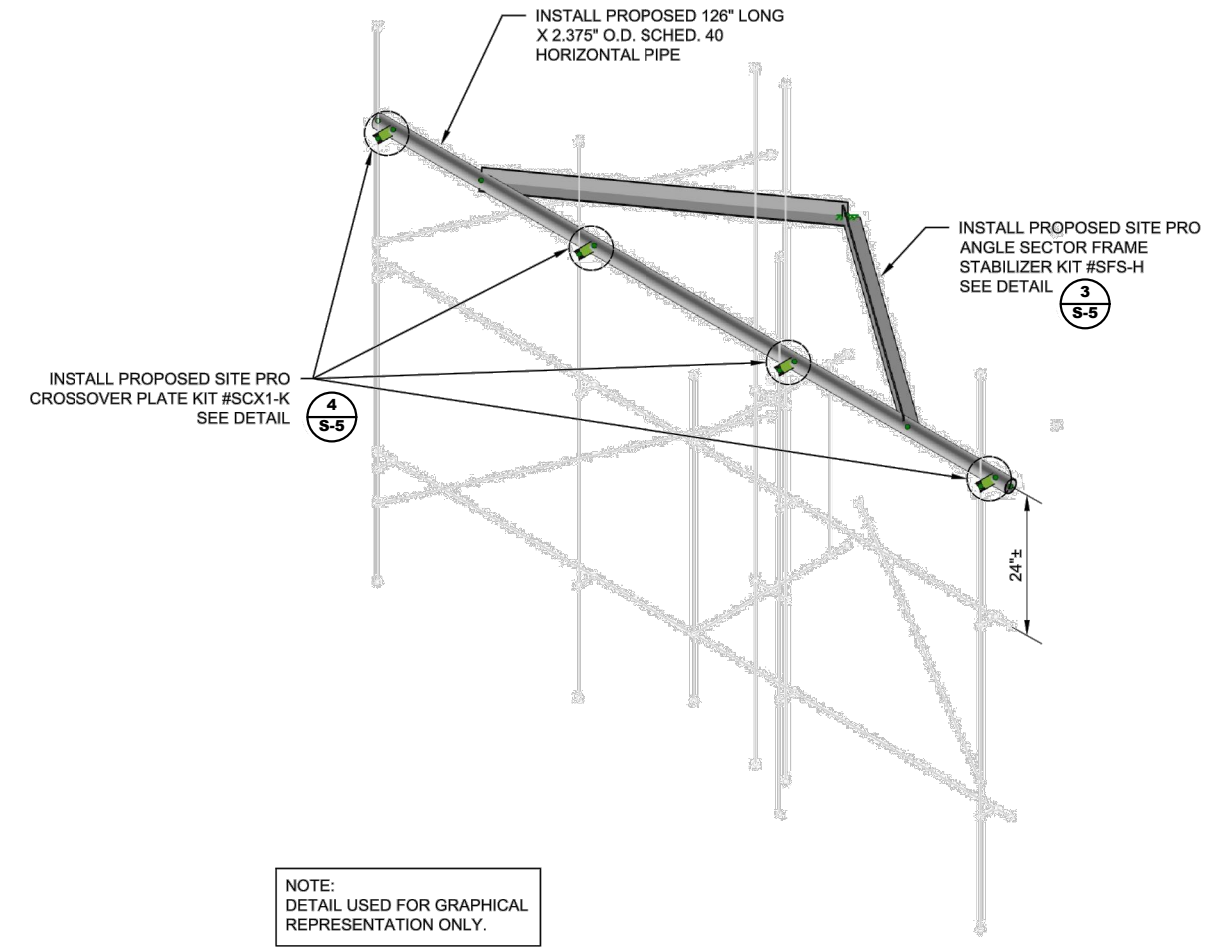 INSTALL PROPOSED 126" LONG
X 2.375" O.D. SCHED. 40
HORIZONTAL PIPE
INSTALL PROPOSED SITE PRO
ANGLE SECTOR FRAME
STABILIZER KIT #SFS-H
SEE DETAIL
3
S-5
INSTALL PROPOSED SITE PRO
CROSSOVER PLATE KIT #SCX1-K
SEE DETAIL
4
S-5
24"±
NOTE:
DETAIL USED FOR GRAPHICAL
REPRESENTATION ONLY.